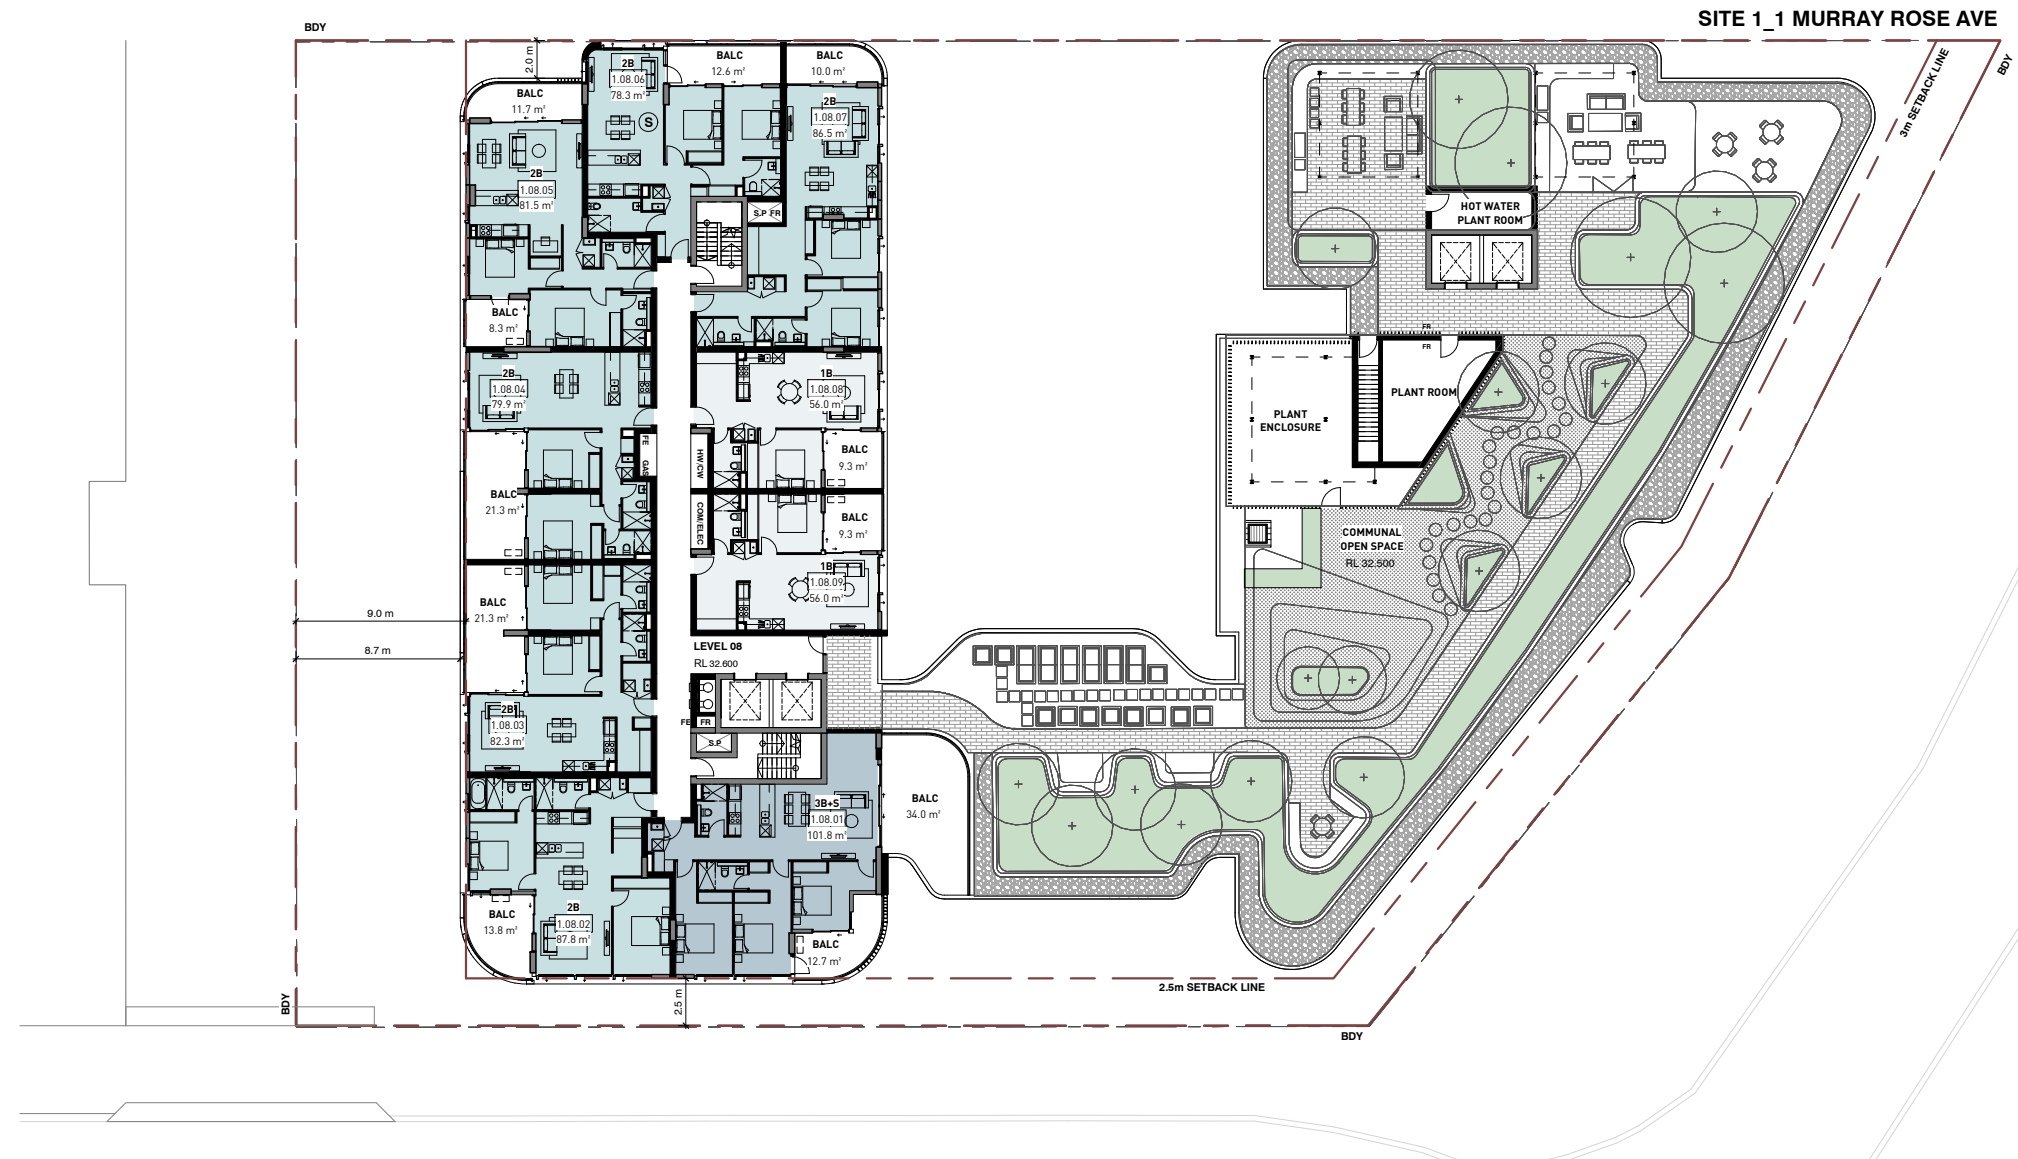 SITE 1_1 MURRAY ROSE AVE
BDY
BDY
3m SETBACK LINE
2.0 m
BALC
11.7 m²
2B
1.08.06
78.3 m²
S
BALC
12.6 m²
BALC
10.0 m²
2B
1.08.07
86.5 m²
2B
1.08.05
81.5 m²
S.P
FR
HOT WATER
PLANT ROOM
BALC
8.3 m²
2B
1.08.04
79.9 m²
1B
1.08.08
56.0 m²
FR
FR
PLANT ROOM
PLANT
ENCLOSURE
FE
GAS
HW/CW
BALC
9.3 m²
BALC
21.3 m²
COM/ELEC
BALC
9.3 m²
COMMUNAL
OPEN SPACE
RL 32.500
1B
1.08.09
56.0 m²
BALC
21.3 m²
9.0 m
8.7 m
LEVEL 08
RL 32.600
2B
1.08.03
82.3 m²
FE
FR
S.P
3B+S
1.08.01
101.8 m²
BALC
34.0 m²
BALC
13.8 m²
2B
1.08.02
87.8 m²
BALC
12.7 m²
2.5 m
2.5m SETBACK LINE
BDY
BDY